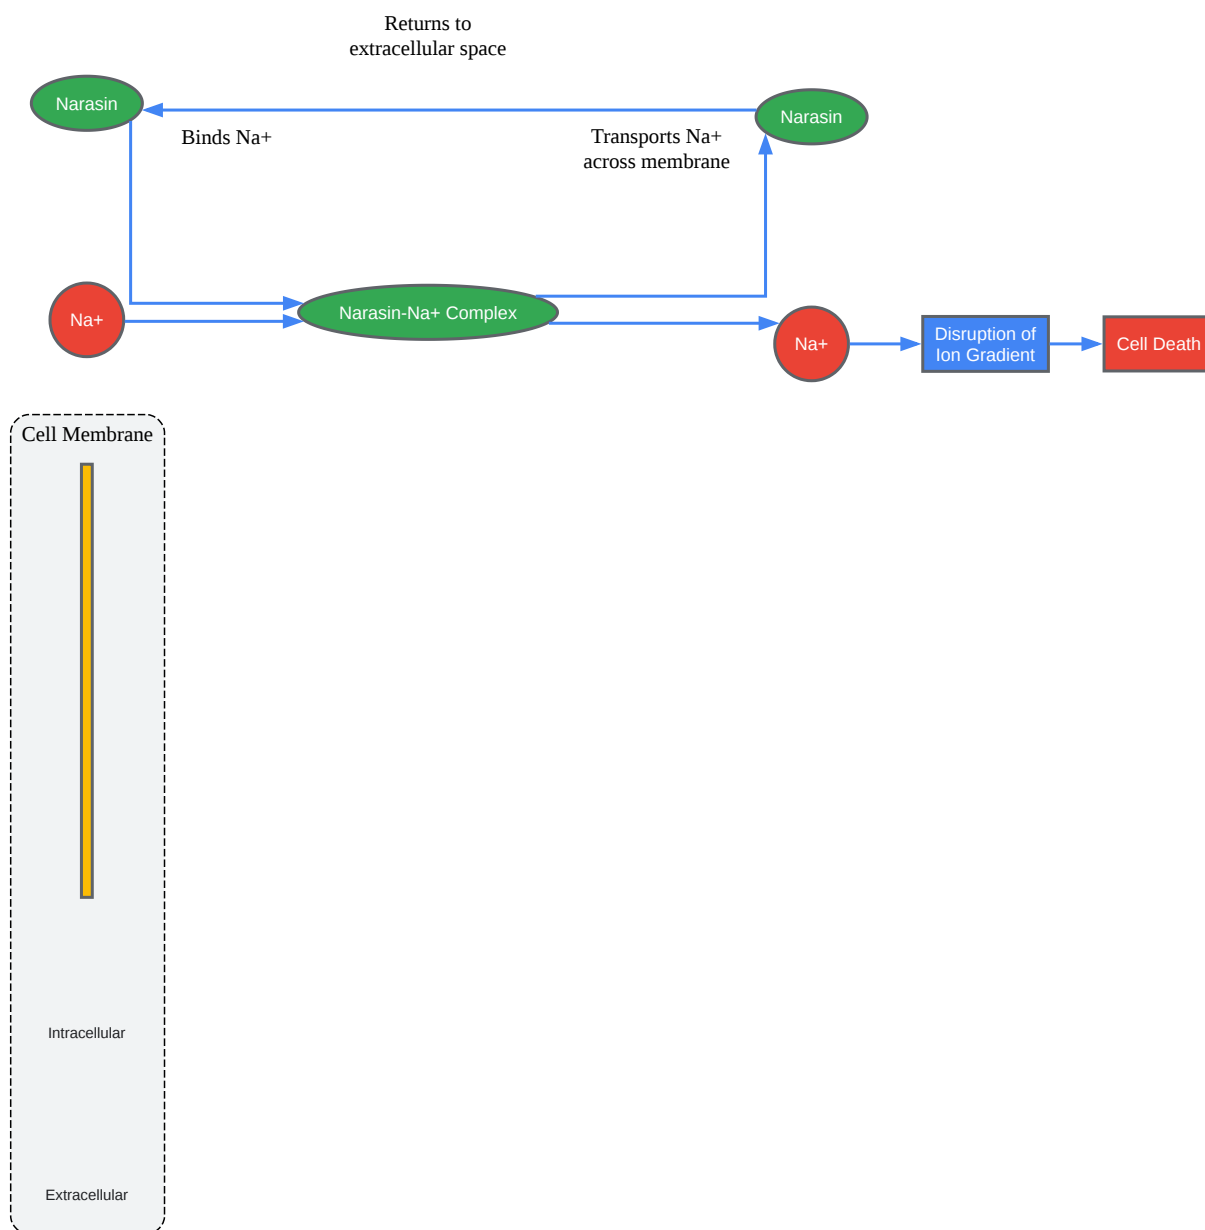 Returns to
extracellular space
Narasin
Narasin
Binds Na+
Transports Na+
across membrane
Na+
Narasin-Na+ Complex
Na+
Disruption of
Ion Gradient
Cell Death
Cell Membrane
Intracellular
Extracellular